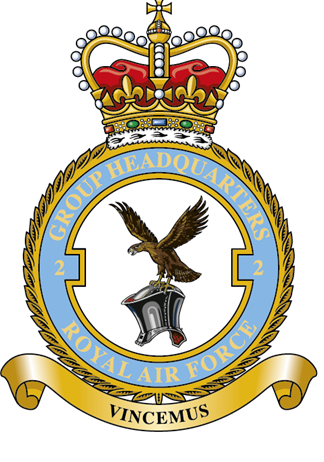 GROUP HEADQUARTERS
2 2
ROYAL AIR FORCE
VINCEMUS